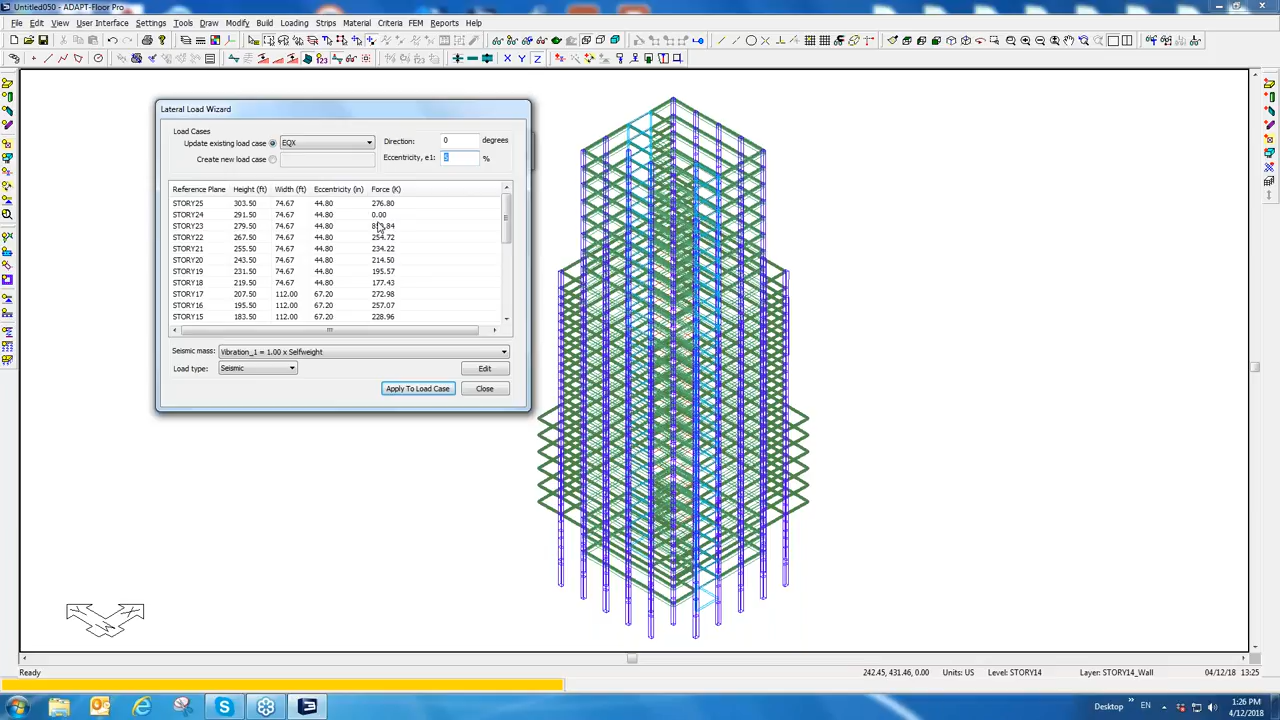 Untitled050 - ADAPT-Floor Pro
File Edit View User Interface Settings Tools Draw Modify Build Loading Strips Material Criteria FEM Reports Help
Lateral Load Wizard
Load Cases
Update existing load case EQX
Direction: 0 degrees
Create new load case
Eccentricity, e1: %
Reference Plane Height (ft) Width (ft) Eccentricity (in) Force (K)
STORY25 303.50 74.67 44.80 276.80
STORY24 291.50 74.67 44.80 0.00
STORY23 279.50 74.67 44.80
STORY22 267.50 74.67 44.80 254.72
STORY21 255.50 74.67 44.80 234.22
STORY20 243.50 74.67 44.80 214.50
STORY19 231.50 74.67 44.80 195.57
STORY18 219.50 74.67 44.80 177.43
STORY17 207.50 112.00 67.20 272.98
STORY16 195.50 112.00 67.20 257.07
STORY15 183.50 112.00 67.20 228.96
Seismic mass: Vibration_1 = 1.00 x Selfweight
Load type: Seismic Edit
Apply To Load Case Close
Ready 242.45, 431.46, 0.00 Units: US Level: STORY14 Layer: STORY14_Wall 04/12/18 13:25
Desktop EN 1:26 PM
4/12/2018